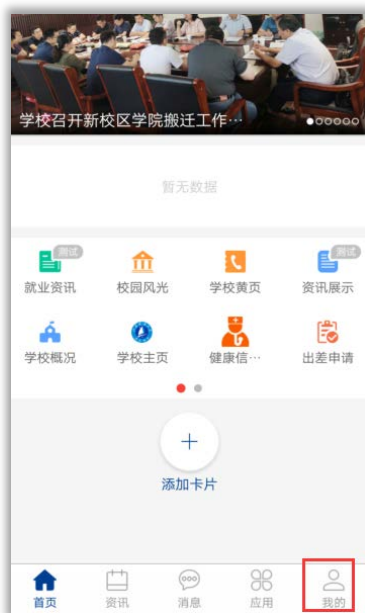 学校召开新校区学院搬迁工作…
暂无数据
测试 测试
就业资讯 校园风光 学校黄页 资讯展示
学校概况 学校主页 健康信… 出差申请
+
添加卡片
首页 资讯 消息 应用 我的